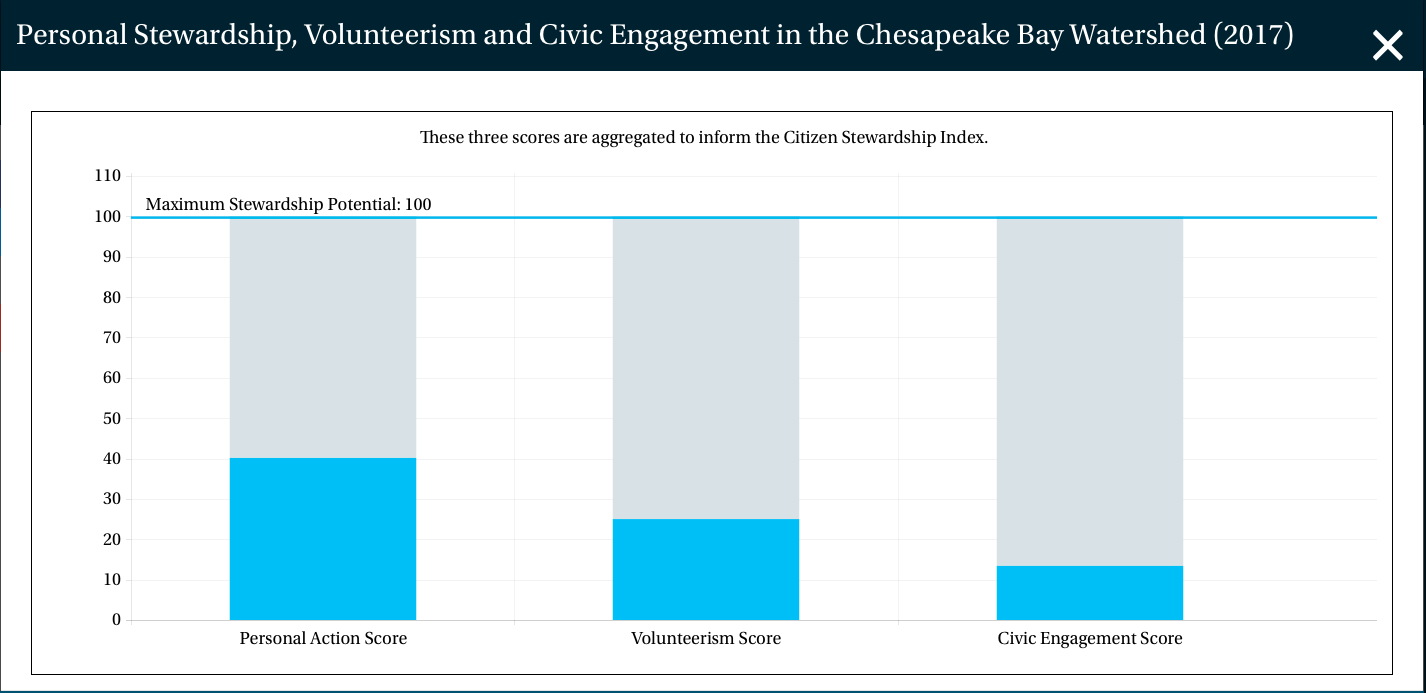 Personal Stewardship, Volunteerism and Civic Engagement in the Chesapeake Bay Watershed (2017)
These three scores are aggregated to inform the Citizen Stewardship Index.
110
Maximum Stewardship Potential: 100
100
90
80
70
60
50
40
30
20
10
0
Personal Action Score
Volunteerism Score
Civic Engagement Score